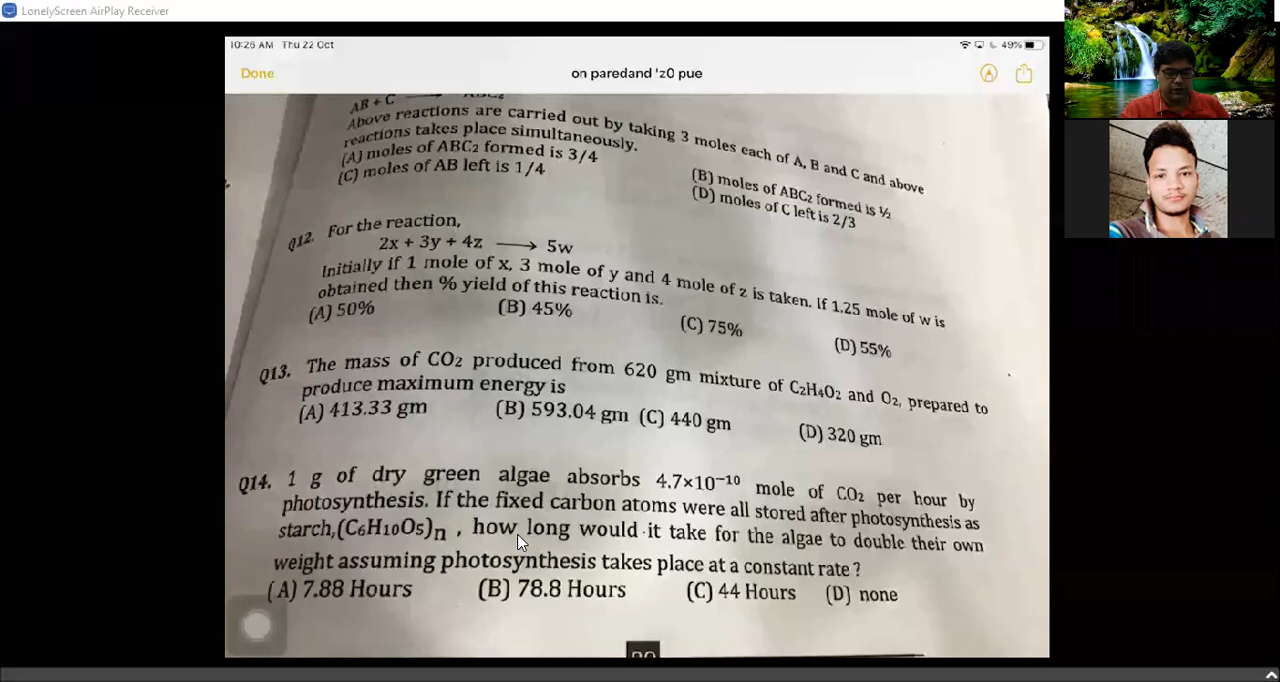 LonelyScreen AirPlay Receiver
10:26 AM Thu 22 Oct
49%
Done
on paredand 'z0 pue
AB + C
Above reactions are carried out by taking 3 moles each of A, B and C and above
reactions takes place simultaneously.
(A) moles of ABC2 formed is 3/4 (B) moles of ABC2 formed is ½
(C) moles of AB left is 1/4 (D) moles of C left is 2/3
Q12. For the reaction,
2x + 3y + 4z ⟶ 5w
Initially if 1 mole of x, 3 mole of y and 4 mole of z is taken. If 1.25 mole of w is
obtained then % yield of this reaction is.
(A) 50% (B) 45% (C) 75% (D) 55%
Q13. The mass of CO2 produced from 620 gm mixture of C2H4O2 and O2, prepared to
produce maximum energy is
(A) 413.33 gm (B) 593.04 gm (C) 440 gm (D) 320 gm
Q14. 1 g of dry green algae absorbs 4.7×10⁻¹⁰ mole of CO2 per hour by
photosynthesis. If the fixed carbon atoms were all stored after photosynthesis as
starch,(C6H10O5)n , how long would it take for the algae to double their own
weight assuming photosynthesis takes place at a constant rate ?
(A) 7.88 Hours (B) 78.8 Hours (C) 44 Hours (D) none